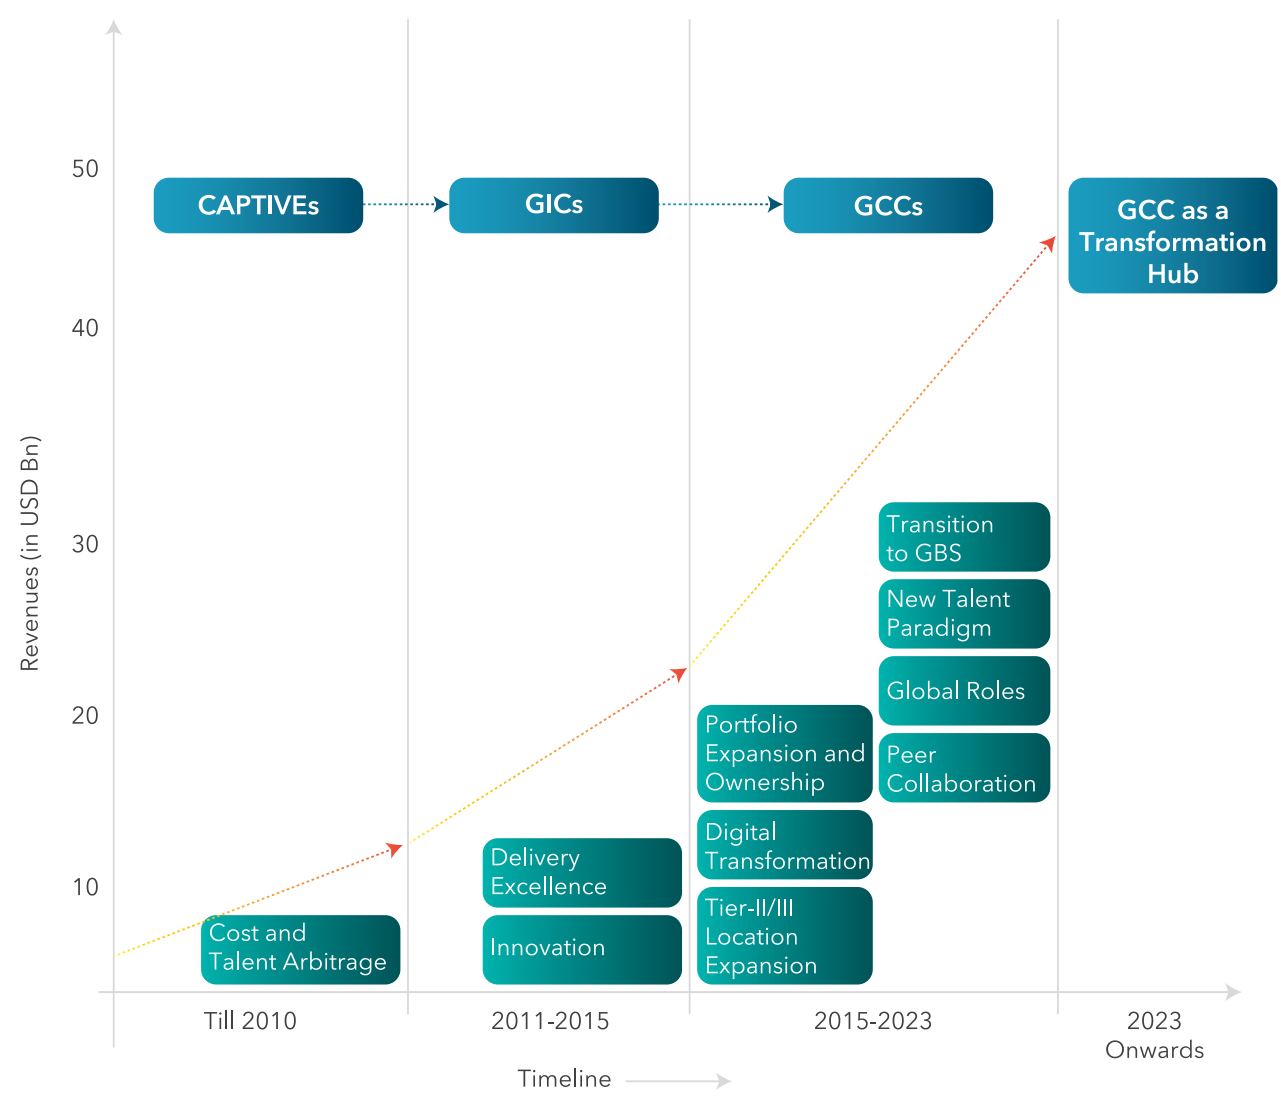 50
40
30
20
10
Revenues (in USD Bn)
CAPTIVEs
GICs
GCCs
GCC as a
Transformation
Hub
Cost and
Talent Arbitrage
Delivery
Excellence
Innovation
Portfolio
Expansion and
Ownership
Digital
Transformation
Tier-II/III
Location
Expansion
Transition
to GBS
New Talent
Paradigm
Global Roles
Peer
Collaboration
Till 2010
2011-2015
2015-2023
2023
Onwards
Timeline